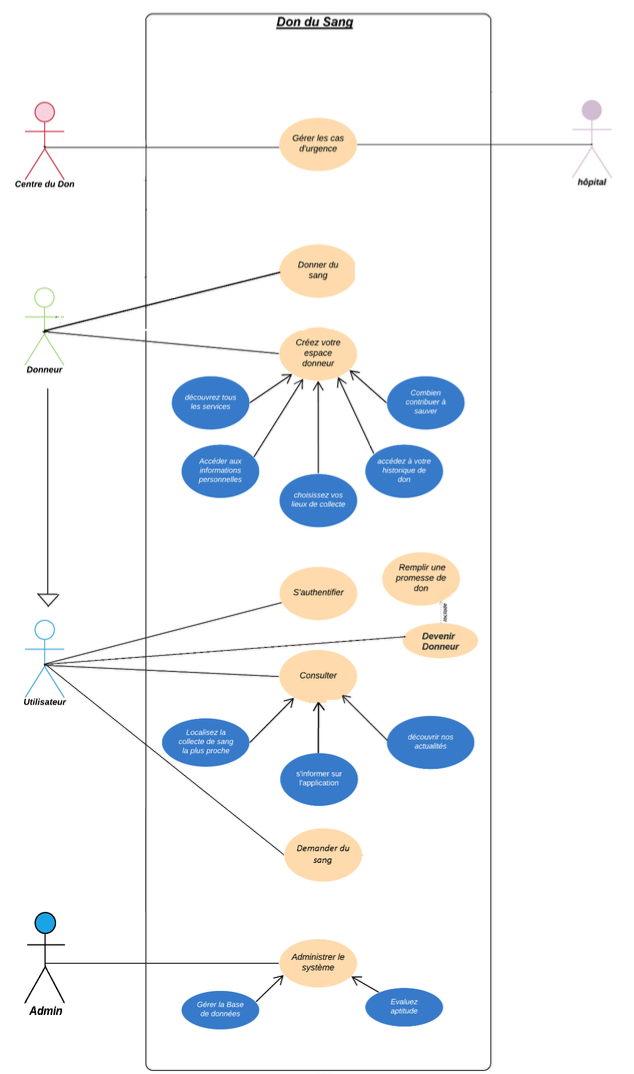 Don du Sang
Gérer les cas
d'urgence
Centre du Don
hôpital
Donner du
sang
Donneur
Créez votre
espace
donneur
découvrez tous
les services
Combien
contribuer à
sauver
Accéder aux
informations
personnelles
accédez à votre
historique de
don
choisissez vos
lieux de collecte
Remplir une
promesse de
don
S'authentifier
Devenir
Donneur
Utilisateur
Consulter
Localisez la
collecte de sang
la plus proche
découvrir nos
actualités
s'informer sur
l'application
Demander du
sang
Admin
Administrer le
système
Gérer la Base
de données
Evaluez
aptitude